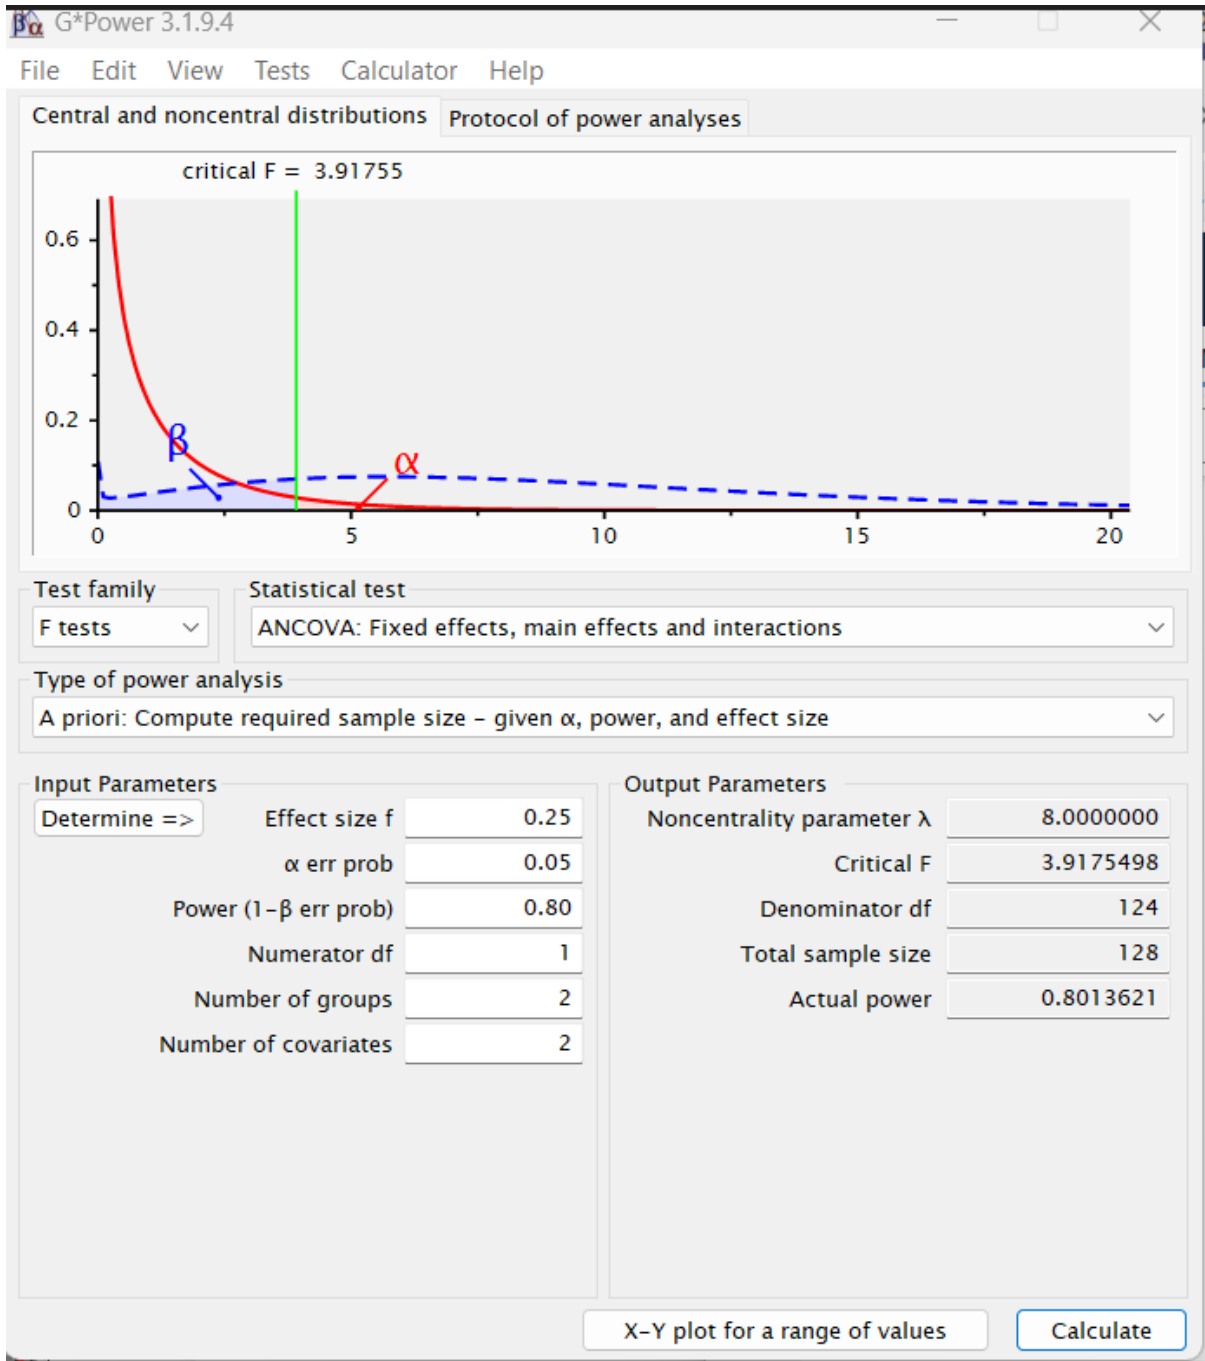 βα G*Power 3.1.9.4
File Edit View Tests Calculator Help
Central and noncentral distributions Protocol of power analyses
critical F = 3.91755
0.6
0.4
0.2
0
β
α
0 5 10 15 20
Test family Statistical test
F tests ANCOVA: Fixed effects, main effects and interactions
Type of power analysis
A priori: Compute required sample size – given α, power, and effect size
Input Parameters Output Parameters
Determine => Effect size f 0.25 Noncentrality parameter λ 8.0000000
α err prob 0.05 Critical F 3.9175498
Power (1–β err prob) 0.80 Denominator df 124
Numerator df 1 Total sample size 128
Number of groups 2 Actual power 0.8013621
Number of covariates 2
X–Y plot for a range of values Calculate